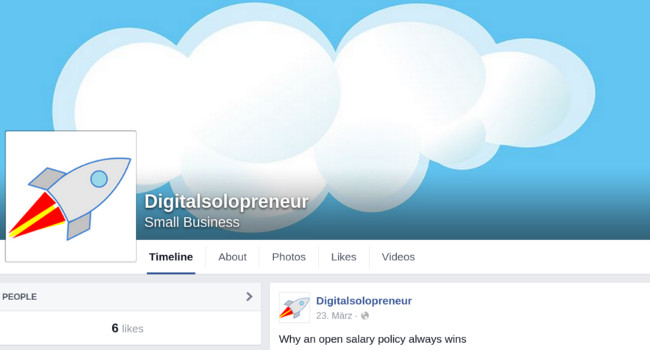 Digitalsolopreneur
Small Business
Timeline About Photos Likes Videos
PEOPLE
6 likes
Digitalsolopreneur
23. März ·
Why an open salary policy always wins